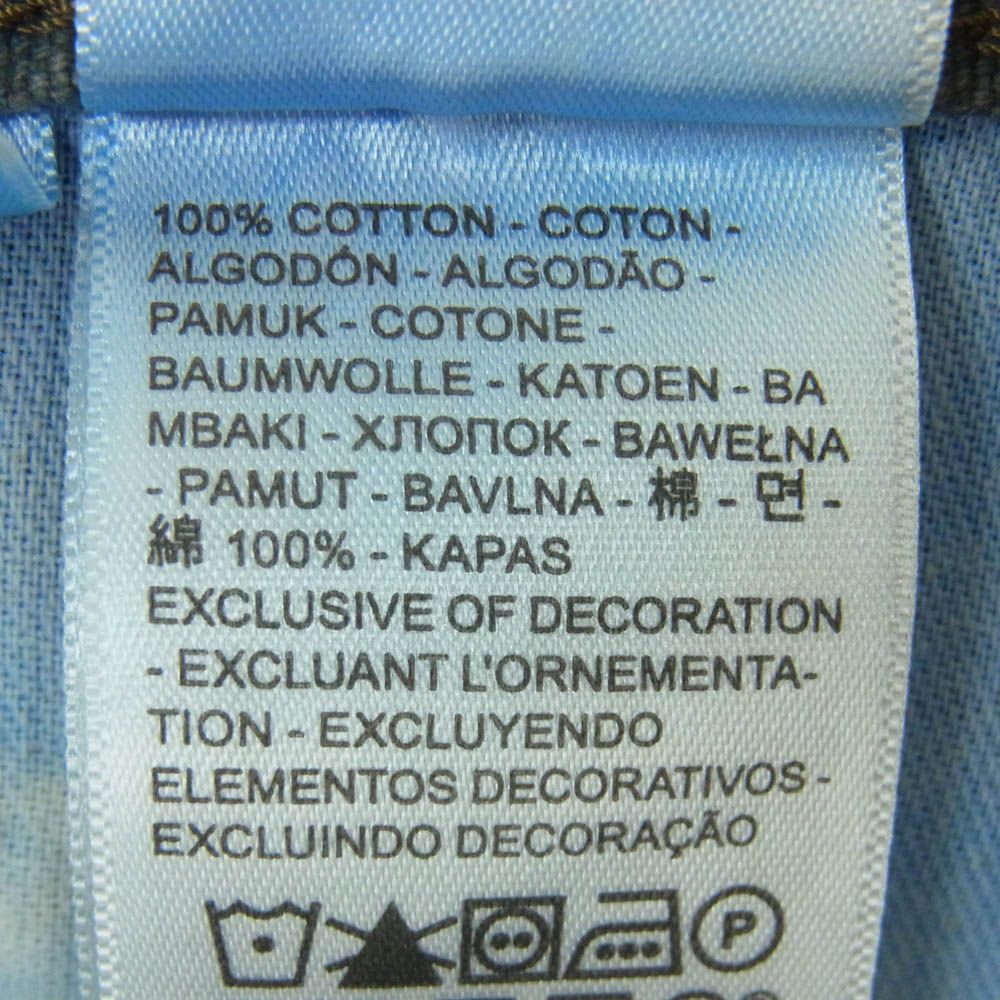 100% COTTON - COTON -
ALGODÓN - ALGODÃO -
PAMUK - COTONE -
BAUMWOLLE - KATOEN - BA
MBAKI - ХЛОПОК - BAWEŁNA
- PAMUT - BAVLNA - 棉 - 면 -
綿 100% - KAPAS
EXCLUSIVE OF DECORATION
- EXCLUANT L'ORNEMENTA-
TION - EXCLUYENDO
ELEMENTOS DECORATIVOS -
EXCLUINDO DECORAÇÃO
P